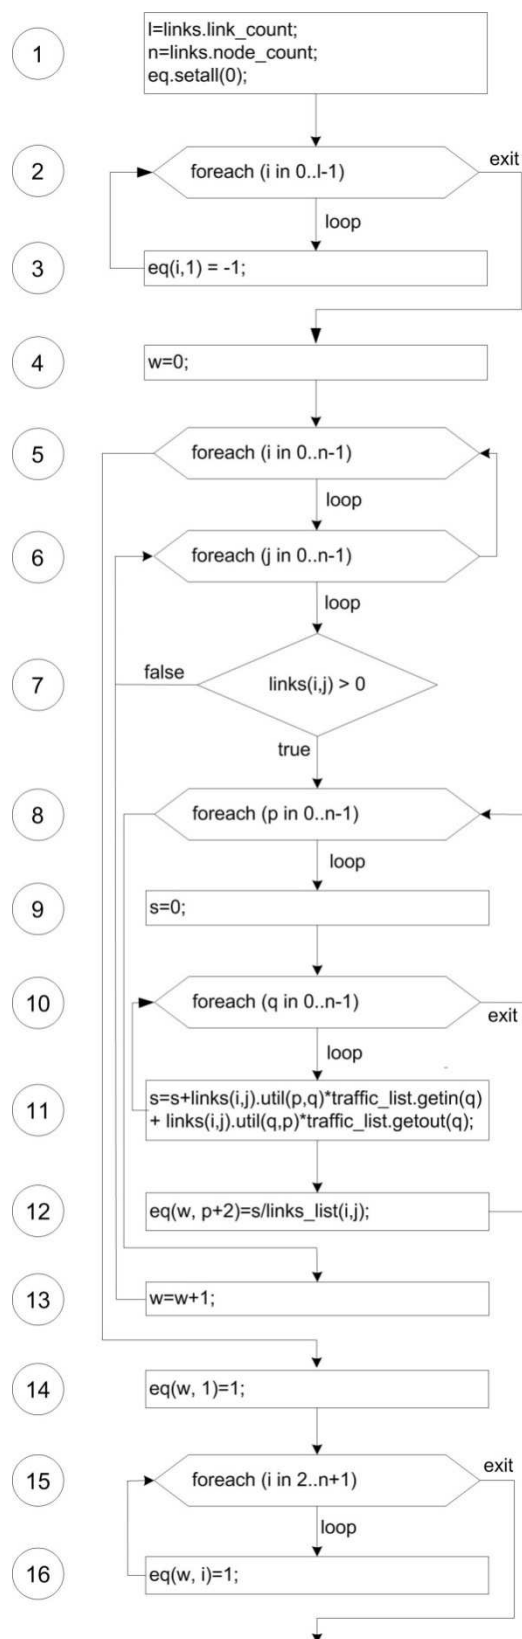 1
l=links.link_count;
n=links.node_count;
eq.setall(0);
2
foreach (i in 0..l-1)
exit
loop
3
eq(i,1) = -1;
4
w=0;
5
foreach (i in 0..n-1)
loop
6
foreach (j in 0..n-1)
loop
7
false
links(i,j) > 0
true
8
foreach (p in 0..n-1)
loop
9
s=0;
10
foreach (q in 0..n-1)
exit
loop
11
s=s+links(i,j).util(p,q)*traffic_list.getin(q)
+ links(i,j).util(q,p)*traffic_list.getout(q);
12
eq(w, p+2)=s/links_list(i,j);
13
w=w+1;
14
eq(w, 1)=1;
15
foreach (i in 2..n+1)
exit
loop
16
eq(w, i)=1;